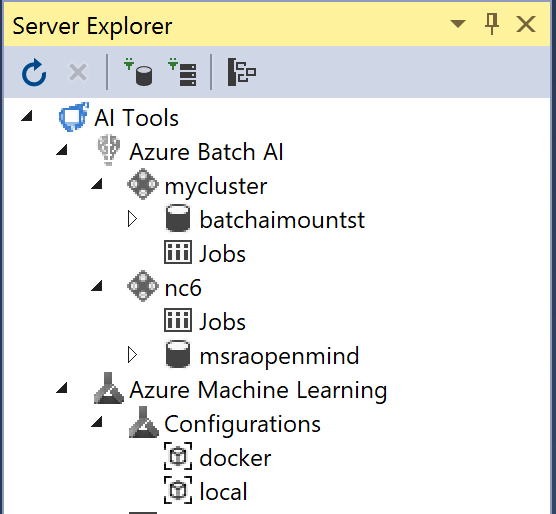 Server Explorer
AI Tools
Azure Batch AI
mycluster
batchaimountst
Jobs
nc6
Jobs
msraopenmind
Azure Machine Learning
Configurations
docker
local